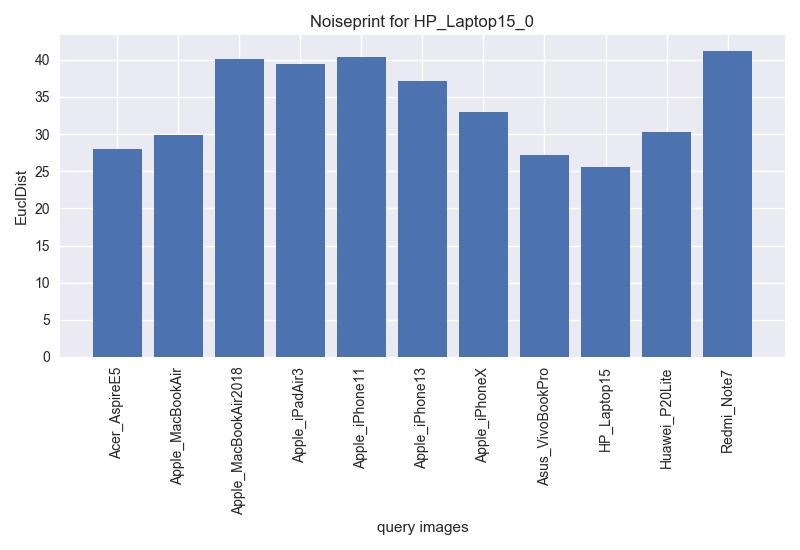 Noiseprint for HP_Laptop15_0
EuclDist
40
35
30
25
20
15
10
5
0
Acer_AspireE5
Apple_MacBookAir
Apple_MacBookAir2018
Apple_iPadAir3
Apple_iPhone11
Apple_iPhone13
Apple_iPhoneX
Asus_VivoBookPro
HP_Laptop15
Huawei_P20Lite
Redmi_Note7
query images